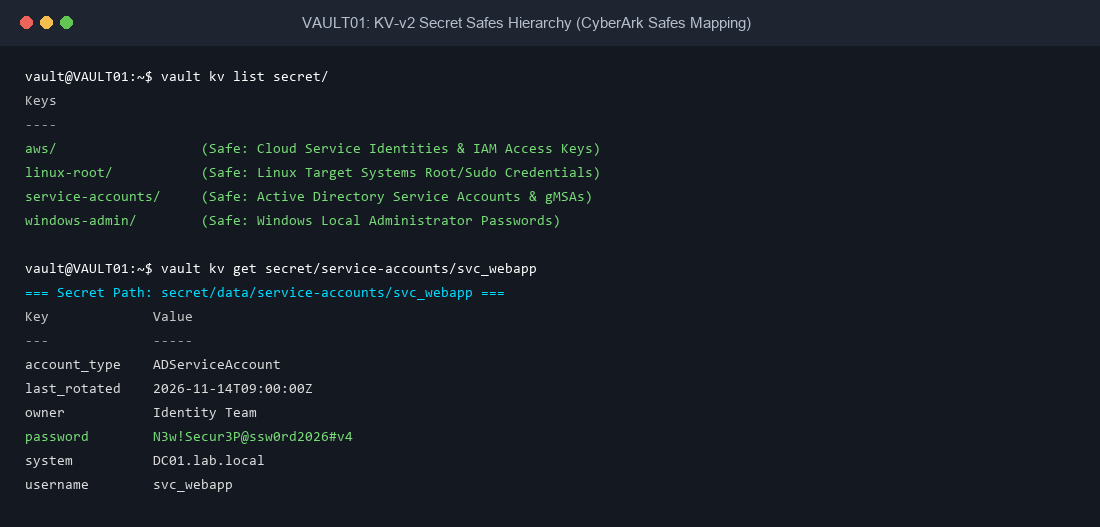 VAULT01: KV-v2 Secret Safes Hierarchy (CyberArk Safes Mapping)
vault@VAULT01:~$ vault kv list secret/
Keys
----
aws/ (Safe: Cloud Service Identities & IAM Access Keys)
linux-root/ (Safe: Linux Target Systems Root/Sudo Credentials)
service-accounts/ (Safe: Active Directory Service Accounts & gMSAs)
windows-admin/ (Safe: Windows Local Administrator Passwords)
vault@VAULT01:~$ vault kv get secret/service-accounts/svc_webapp
=== Secret Path: secret/data/service-accounts/svc_webapp ===
Key Value
--- -----
account_type ADServiceAccount
last_rotated 2026-11-14T09:00:00Z
owner Identity Team
password N3w!Secur3P@ssw0rd2026#v4
system DC01.lab.local
username svc_webapp